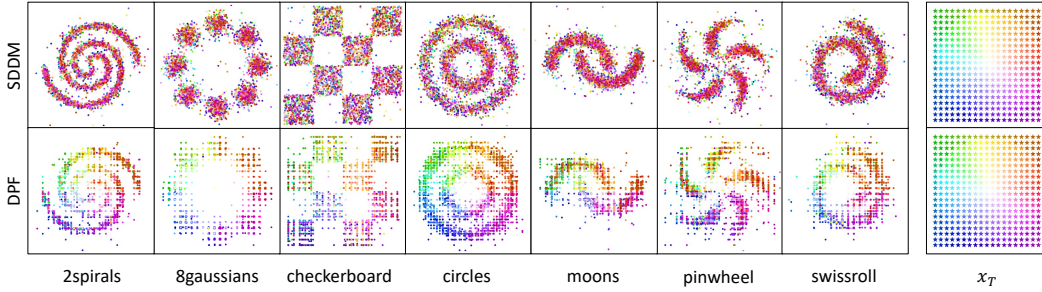 SDDM
DPF
2spirals 8gaussians checkerboard circles moons pinwheel swissroll x_T